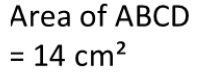 Area of ABCD
= 14 cm²